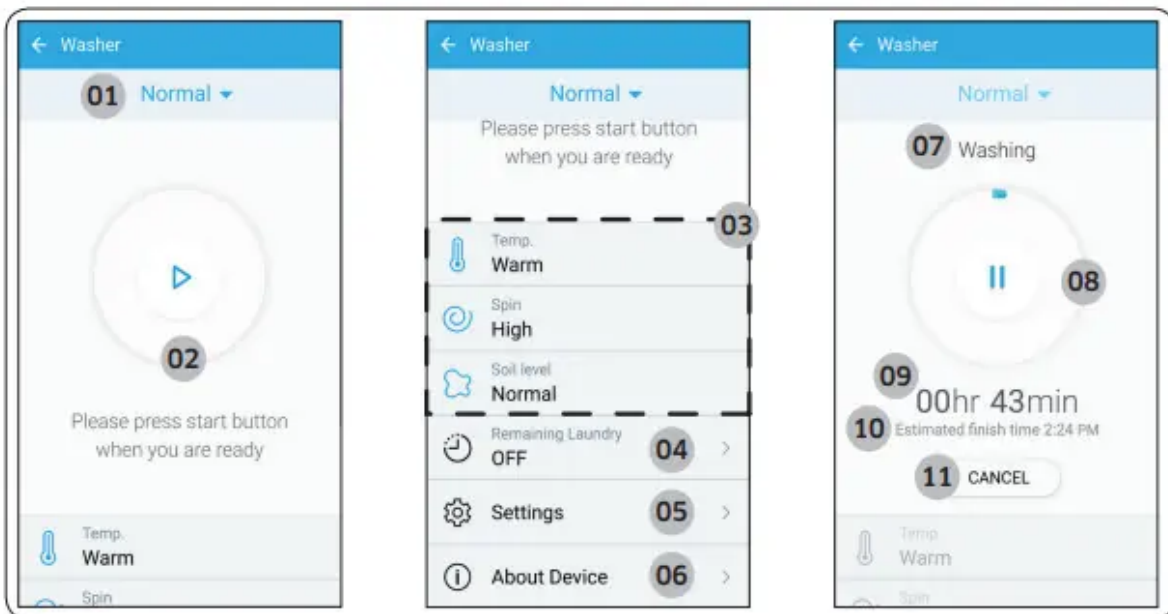 ← Washer
01 Normal
02
Please press start button
when you are ready
Temp.
Warm
Spin
← Washer
Normal
Please press start button
when you are ready
03
Temp.
Warm
Spin
High
Soil level
Normal
Remaining Laundry
OFF
04
Settings
05
About Device
06
← Washer
Normal
07 Washing
08
09
00hr 43min
10 Estimated finish time 2:24 PM
11 CANCEL
Temp.
Warm
Spin